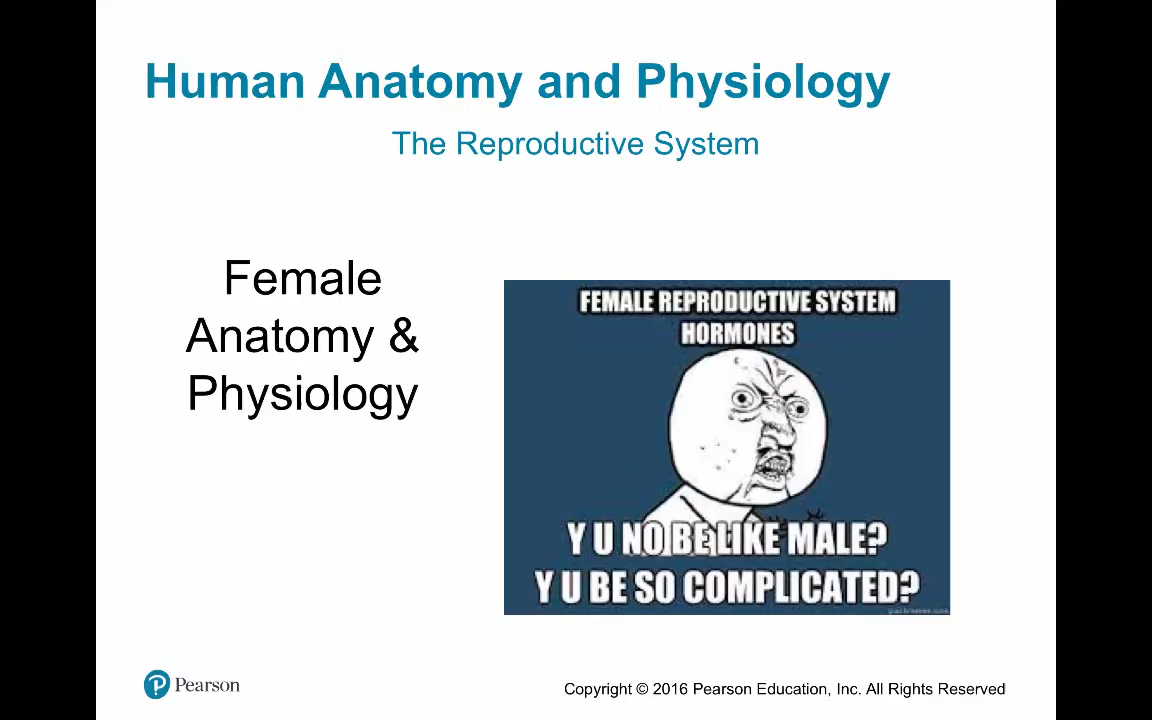 Human Anatomy and Physiology
The Reproductive System
Female
Anatomy &
Physiology
FEMALE REPRODUCTIVE SYSTEM
HORMONES
Y U NO BE LIKE MALE?
Y U BE SO COMPLICATED?
Pearson
Copyright © 2016 Pearson Education, Inc. All Rights Reserved